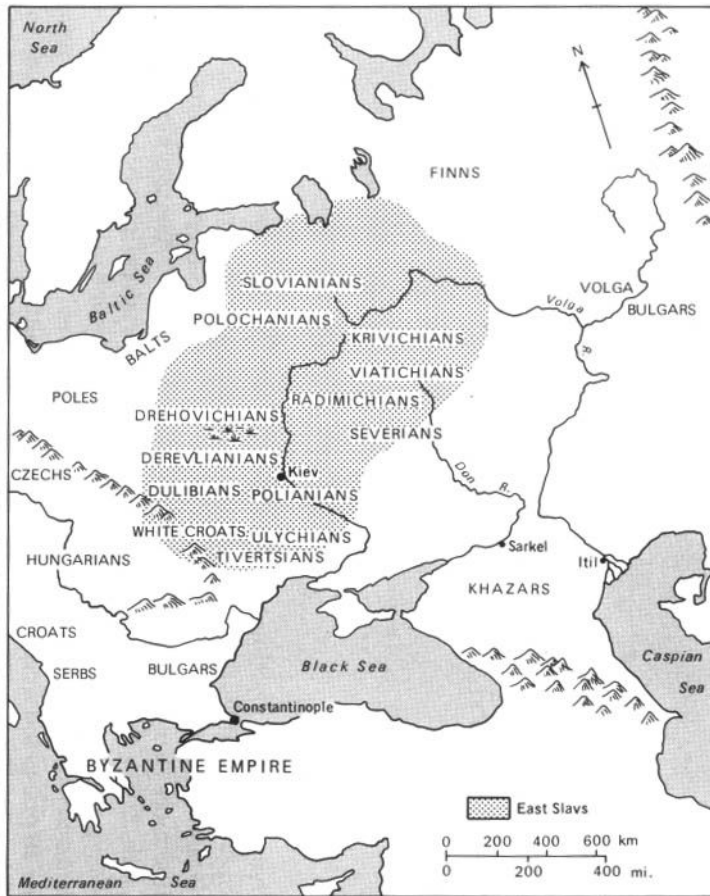 North
Sea
N
FINNS
Baltic Sea
SLOVIANIANS
VOLGA
BULGARS
Volga
R.
POLOCHANIANS
BALTS
KRIVICHIANS
VIATICHIANS
POLES
RADIMICHIANS
DREHOVICHIANS
SEVERIANS
DEREVLIANIANS
CZECHS
Kiev
Don
R.
DULIBIANS
POLIANIANS
WHITE CROATS
ULYCHIANS
TIVERTSIANS
Sarkel
HUNGARIANS
Itil
KHAZARS
CROATS
SERBS
BULGARS
Black Sea
Caspian
Sea
Constantinople
BYZANTINE EMPIRE
East Slavs
0 200 400 600 km
0 200 400 mi.
Mediterranean Sea